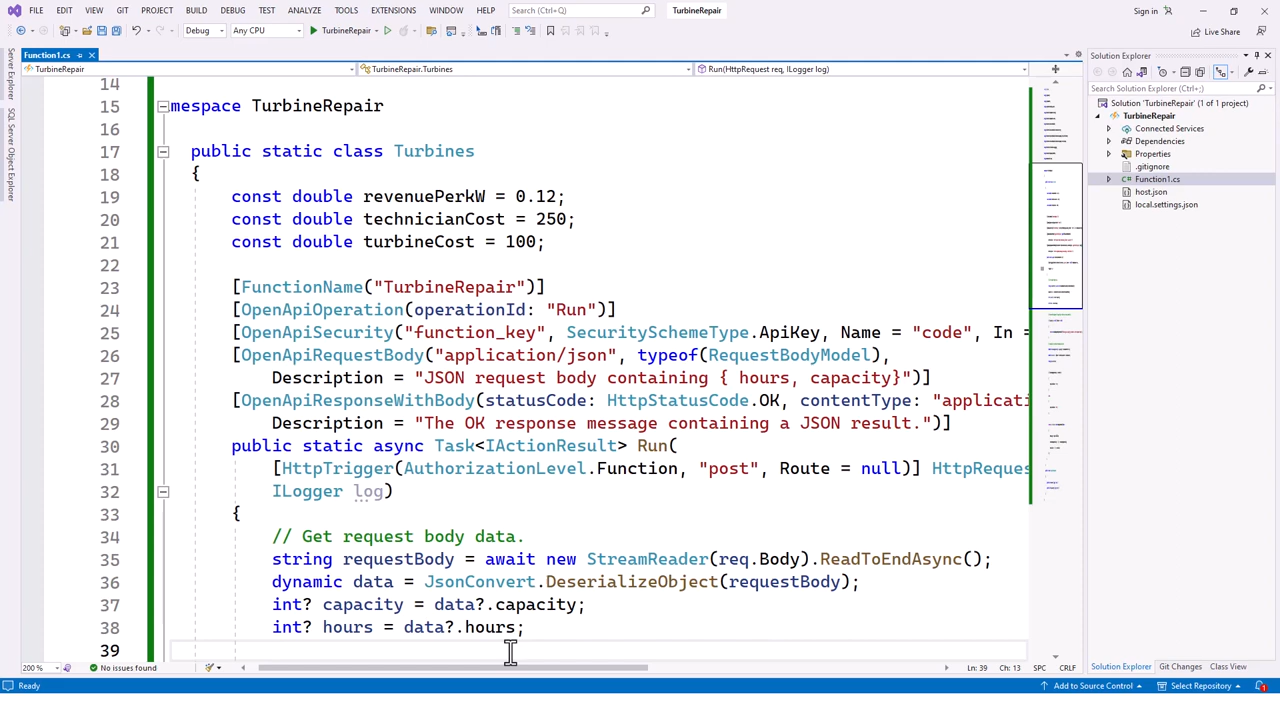 FILE EDIT VIEW GIT PROJECT BUILD DEBUG TEST ANALYZE TOOLS EXTENSIONS WINDOW HELP Search (Ctrl+Q) TurbineRepair Sign in
Debug Any CPU TurbineRepair Live Share
Function1.cs
TurbineRepair TurbineRepair.Turbines Run(HttpRequest req, ILogger log)
Server Explorer
SQL Server Object Explorer
14
15 mespace TurbineRepair
16
17 public static class Turbines
18 {
19 const double revenuePerkW = 0.12;
20 const double technicianCost = 250;
21 const double turbineCost = 100;
22
23 [FunctionName("TurbineRepair")]
24 [OpenApiOperation(operationId: "Run")]
25 [OpenApiSecurity("function_key", SecuritySchemeType.ApiKey, Name = "code", In =
26 [OpenApiRequestBody("application/json", typeof(RequestBodyModel),
27 Description = "JSON request body containing { hours, capacity}")]
28 [OpenApiResponseWithBody(statusCode: HttpStatusCode.OK, contentType: "applicati
29 Description = "The OK response message containing a JSON result.")]
30 public static async Task<IActionResult> Run(
31 [HttpTrigger(AuthorizationLevel.Function, "post", Route = null)] HttpReques
32 ILogger log)
33 {
34 // Get request body data.
35 string requestBody = await new StreamReader(req.Body).ReadToEndAsync();
36 dynamic data = JsonConvert.DeserializeObject(requestBody);
37 int? capacity = data?.capacity;
38 int? hours = data?.hours;
39
200 % No issues found Ln: 39 Ch: 13 SPC CRLF
Solution Explorer
Search Solution Explorer (Ctrl+;)
Solution 'TurbineRepair' (1 of 1 project)
TurbineRepair
Connected Services
Dependencies
Properties
.gitignore
Function1.cs
host.json
local.settings.json
Solution Explorer Git Changes Class View
Ready Add to Source Control Select Repository 1